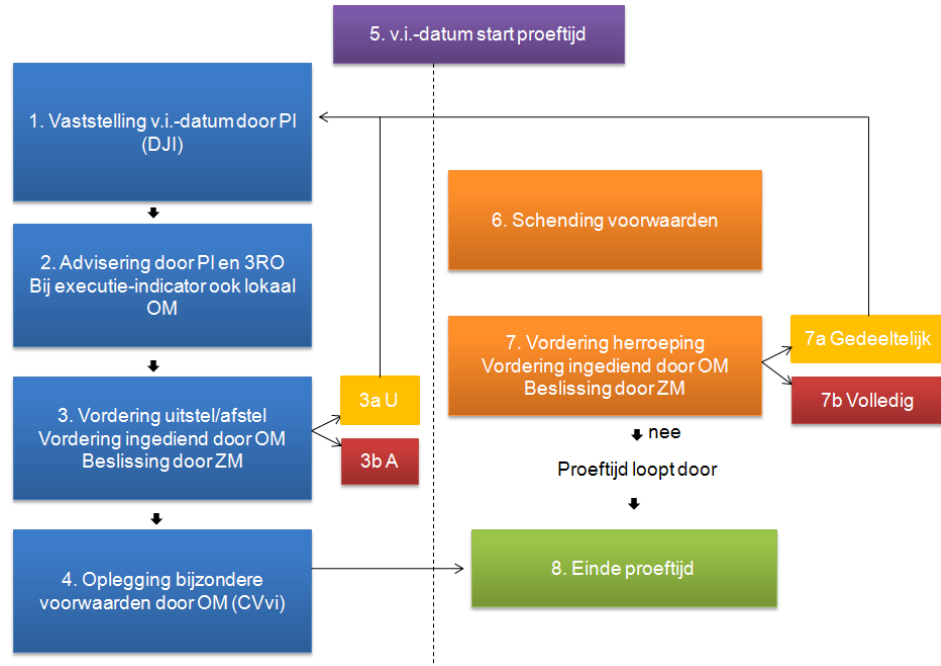 5. v.i.-datum start proeftijd
1. Vaststelling v.i.-datum door PI
(DJI)
2. Advisering door PI en 3RO
Bij executie-indicator ook lokaal
OM
3. Vordering uitstel/afstel
Vordering ingediend door OM
Beslissing door ZM
3a U
3b A
4. Oplegging bijzondere
voorwaarden door OM (CVvi)
6. Schending voorwaarden
7. Vordering herroeping
Vordering ingediend door OM
Beslissing door ZM
7a Gedeeltelijk
7b Volledig
nee
Proeftijd loopt door
8. Einde proeftijd